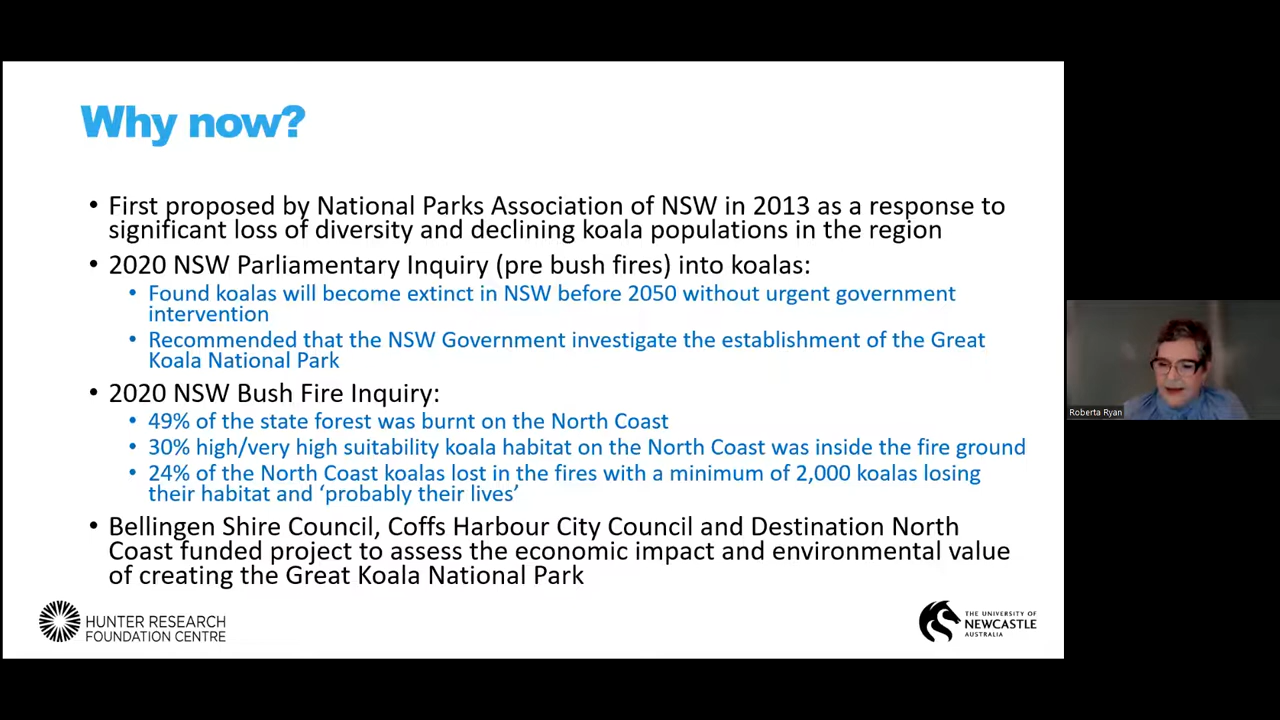 Why now?
• First proposed by National Parks Association of NSW in 2013 as a response to
significant loss of diversity and declining koala populations in the region
• 2020 NSW Parliamentary Inquiry (pre bush fires) into koalas:
• Found koalas will become extinct in NSW before 2050 without urgent government
intervention
• Recommended that the NSW Government investigate the establishment of the Great
Koala National Park
• 2020 NSW Bush Fire Inquiry:
• 49% of the state forest was burnt on the North Coast
• 30% high/very high suitability koala habitat on the North Coast was inside the fire ground
• 24% of the North Coast koalas lost in the fires with a minimum of 2,000 koalas losing
their habitat and ‘probably their lives’
• Bellingen Shire Council, Coffs Harbour City Council and Destination North
Coast funded project to assess the economic impact and environmental value
of creating the Great Koala National Park
HUNTER RESEARCH
FOUNDATION CENTRE
THE UNIVERSITY OF
NEWCASTLE
AUSTRALIA
Roberta Ryan